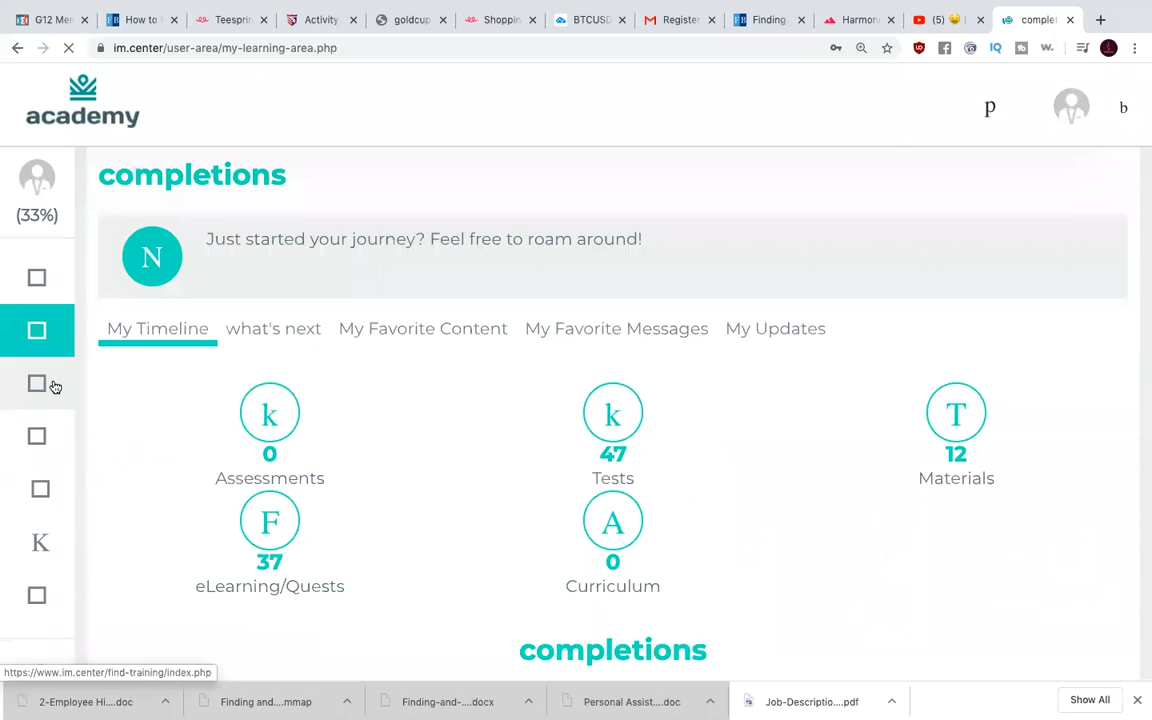 G12 Men
How to
Teesprin
Activity
goldcup
Shoppin
BTCUSD
Register
Finding
Harmon
(5)
complet
im.center/user-area/my-learning-area.php
academy
p
b
(33%)
completions
N
Just started your journey? Feel free to roam around!
My Timeline
what's next
My Favorite Content
My Favorite Messages
My Updates
k
k
T
0
47
12
Assessments
Tests
Materials
F
A
37
0
eLearning/Quests
Curriculum
K
completions
https://www.im.center/find-training/index.php
2-Employee Hi....doc
Finding and....mmap
Finding-and-....docx
Personal Assist....doc
Job-Descriptio....pdf
Show All